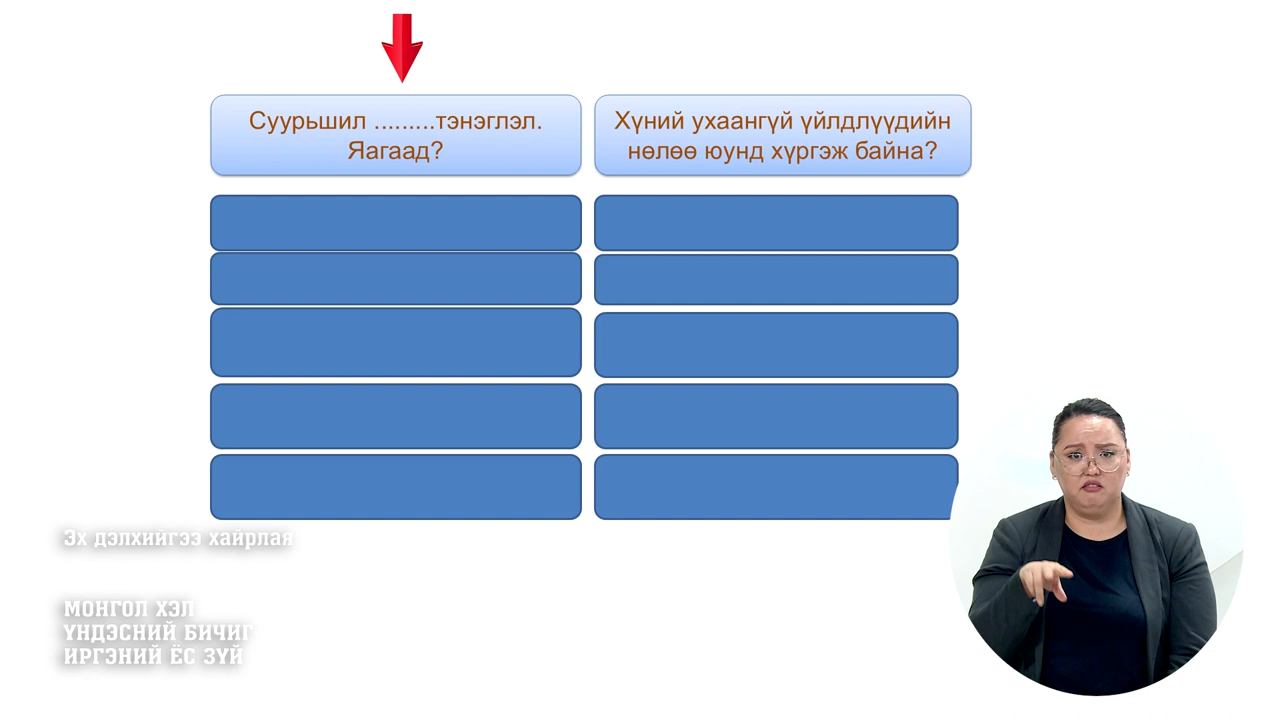 Суурьшил .........тэнэглэл.
Яагаад?
Хүний ухаангүй үйлдлүүдийн
нөлөө юунд хүргэж байна?
Эх дэлхийгээ хайрлая
МОНГОЛ ХЭЛ
ҮНДЭСНИЙ БИЧИГ
ИРГЭНИЙ ЁС ЗҮЙ